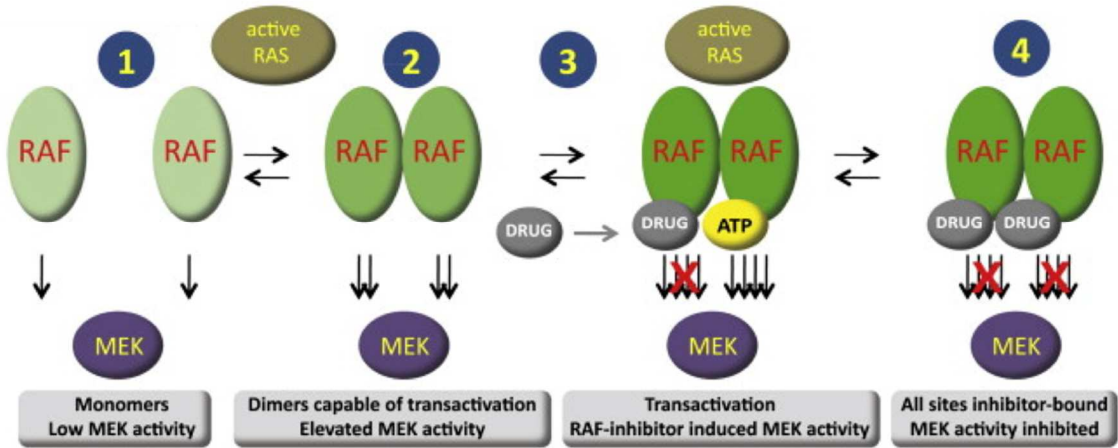 1
active
RAS
2
3
active
RAS
4
RAF
RAF
RAF RAF
RAF RAF
RAF RAF
DRUG
DRUG
ATP
DRUG DRUG
X
X X
MEK
MEK
MEK
MEK
Monomers
Low MEK activity
Dimers capable of transactivation
Elevated MEK activity
Transactivation
RAF-inhibitor induced MEK activity
All sites inhibitor-bound
MEK activity inhibited